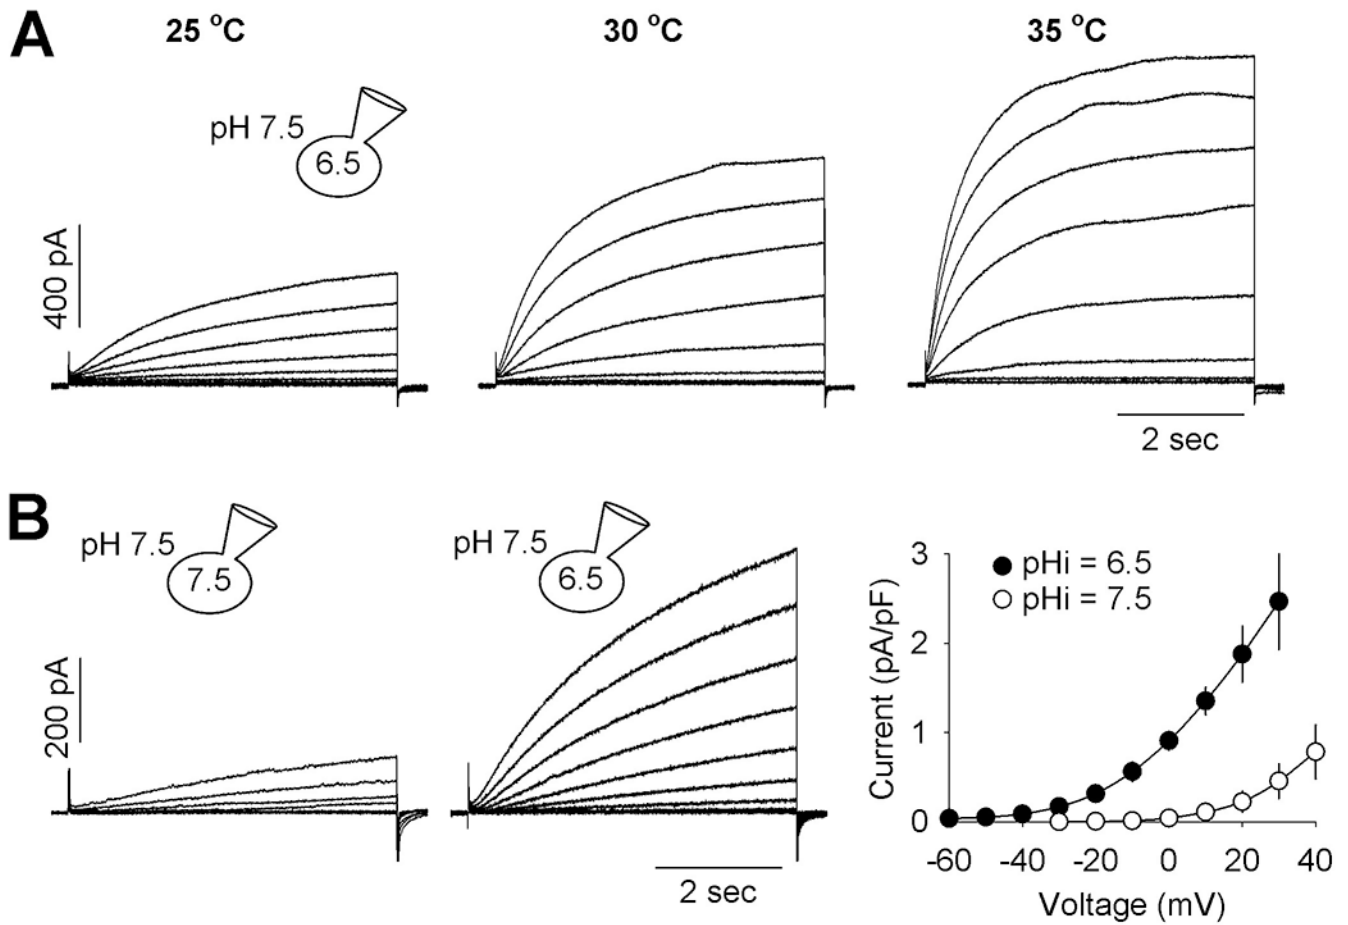 A
25 °C
30 °C
35 °C
pH 7.5
6.5
400 pA
2 sec
B
pH 7.5
7.5
pH 7.5
6.5
200 pA
2 sec
pHi = 6.5
pHi = 7.5
Current (pA/pF)
3
2
1
0
-60 -40 -20 0 20 40
Voltage (mV)